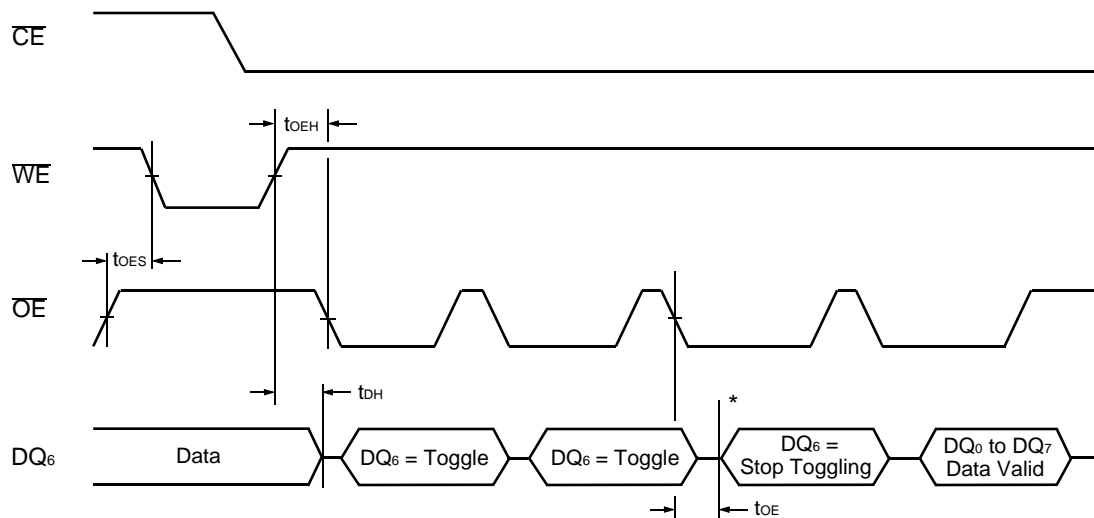 CE
tOEH
WE
tOES
OE
tDH
*
DQ6
Data
DQ6 = Toggle
DQ6 = Toggle
DQ6 =
Stop Toggling
DQ0 to DQ7
Data Valid
tOE